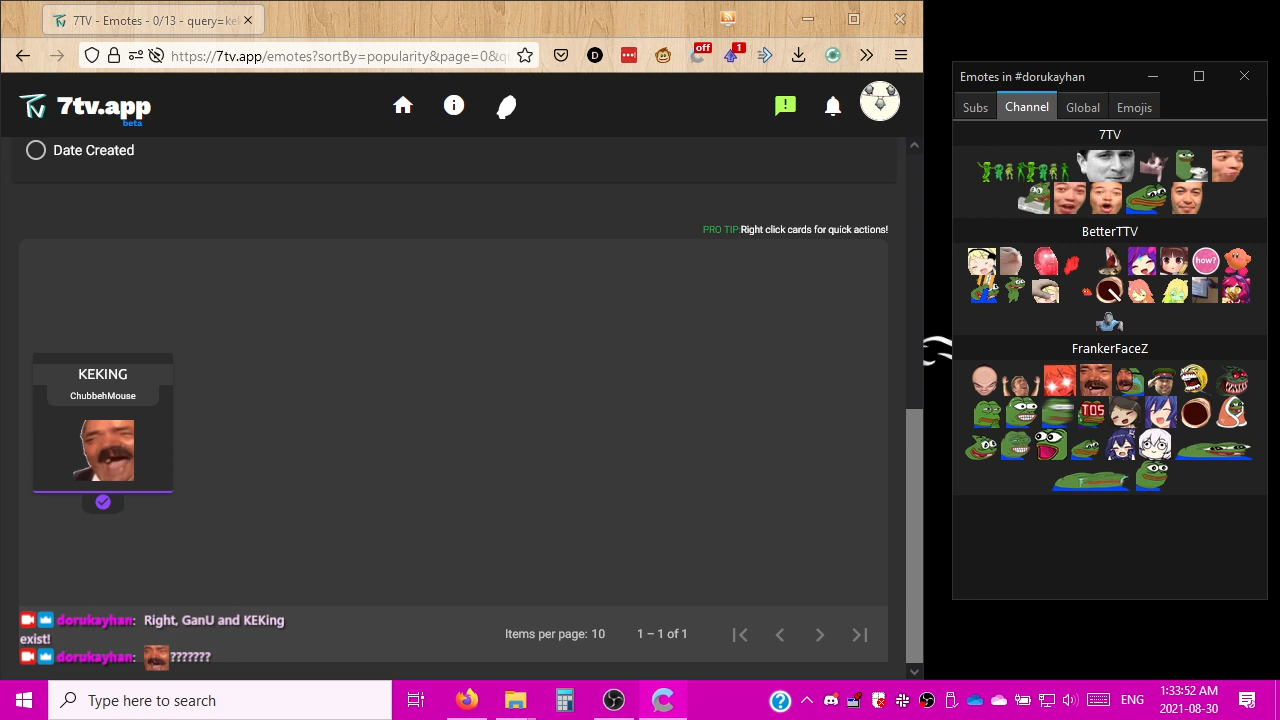 7TV - Emotes - 0/13 - query=kek
https://7tv.app/emotes?sortBy=popularity&page=0&qu
off
1
7tv.app
beta
Date Created
PRO TIP:Right click cards for quick actions!
KEKING
ChubbehMouse
dorukayhan: Right, GanU and KEKing
exist!
dorukayhan: ???????
Items per page: 10 1 – 1 of 1
Emotes in #dorukayhan
Subs Channel Global Emojis
7TV
BetterTTV
how?
FrankerFaceZ
TOS
Type here to search
ENG
1:33:52 AM
2021-08-30